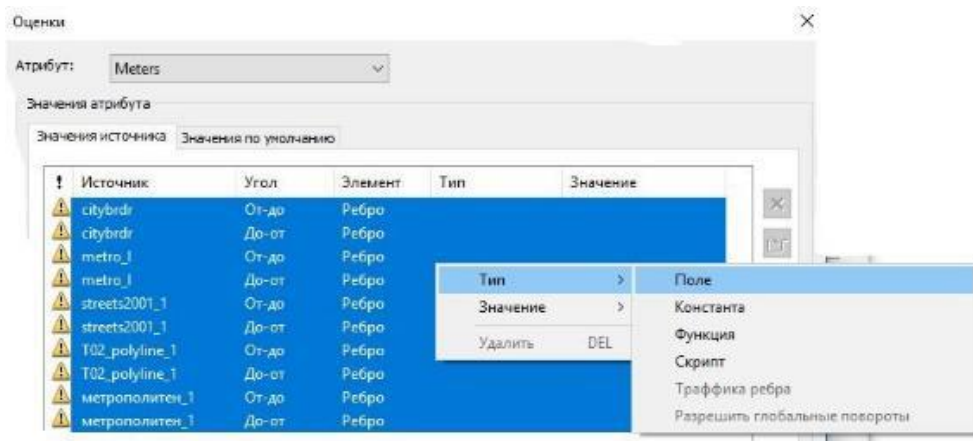 Оценки
Атрибут: Meters
Значения атрибута
Значения источника Значения по умолчанию
! Источник Угол Элемент Тип Значение
citybrdr От-до Ребро
citybrdr До-от Ребро
metro_l От-до Ребро
metro_l До-от Ребро
streets2001_1 От-до Ребро
streets2001_1 До-от Ребро
T02_polyline_1 От-до Ребро
T02_polyline_1 До-от Ребро
метрополитен_1 От-до Ребро
метрополитен_1 До-от Ребро
Тип
Значение
Удалить DEL
Поле
Константа
Функция
Скрипт
Траффика ребра
Разрешить глобальные повороты